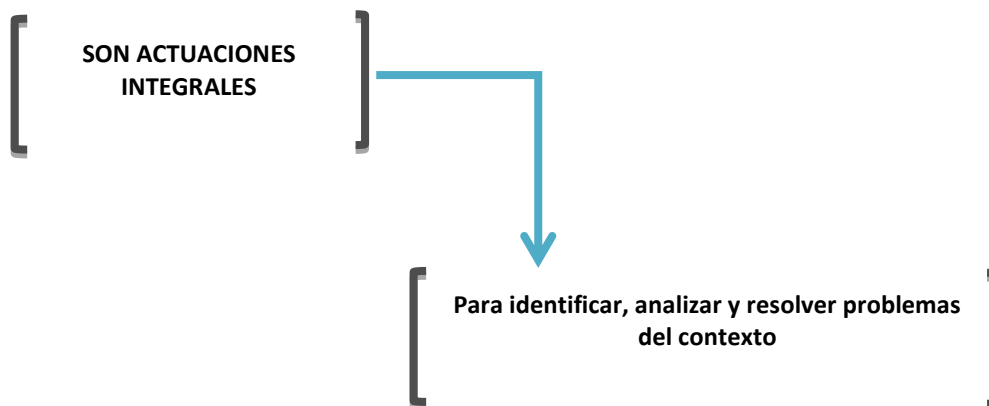 SON ACTUACIONES
INTEGRALES
Para identificar, analizar y resolver problemas
del contexto